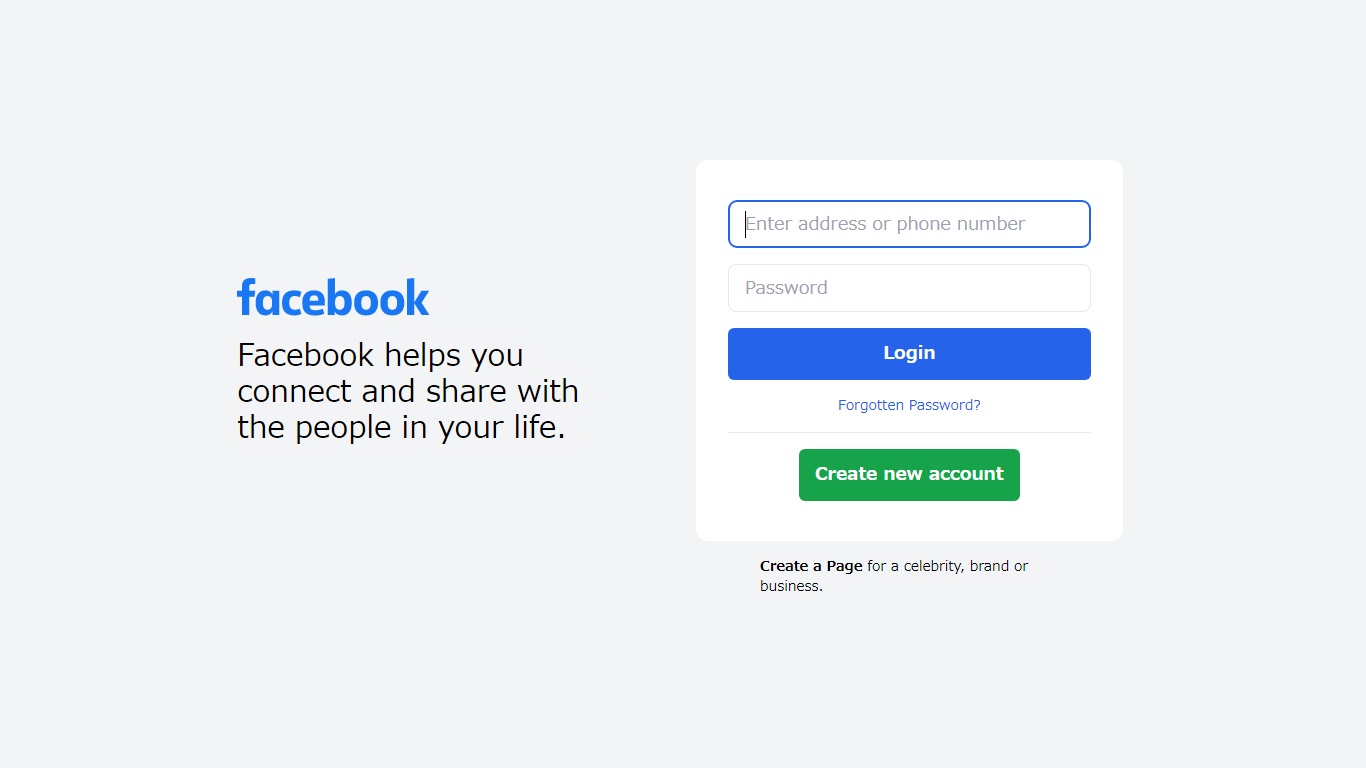 facebook
Facebook helps you
connect and share with
the people in your life.
Enter address or phone number
Password
Login
Forgotten Password?
Create new account
Create a Page for a celebrity, brand or
business.